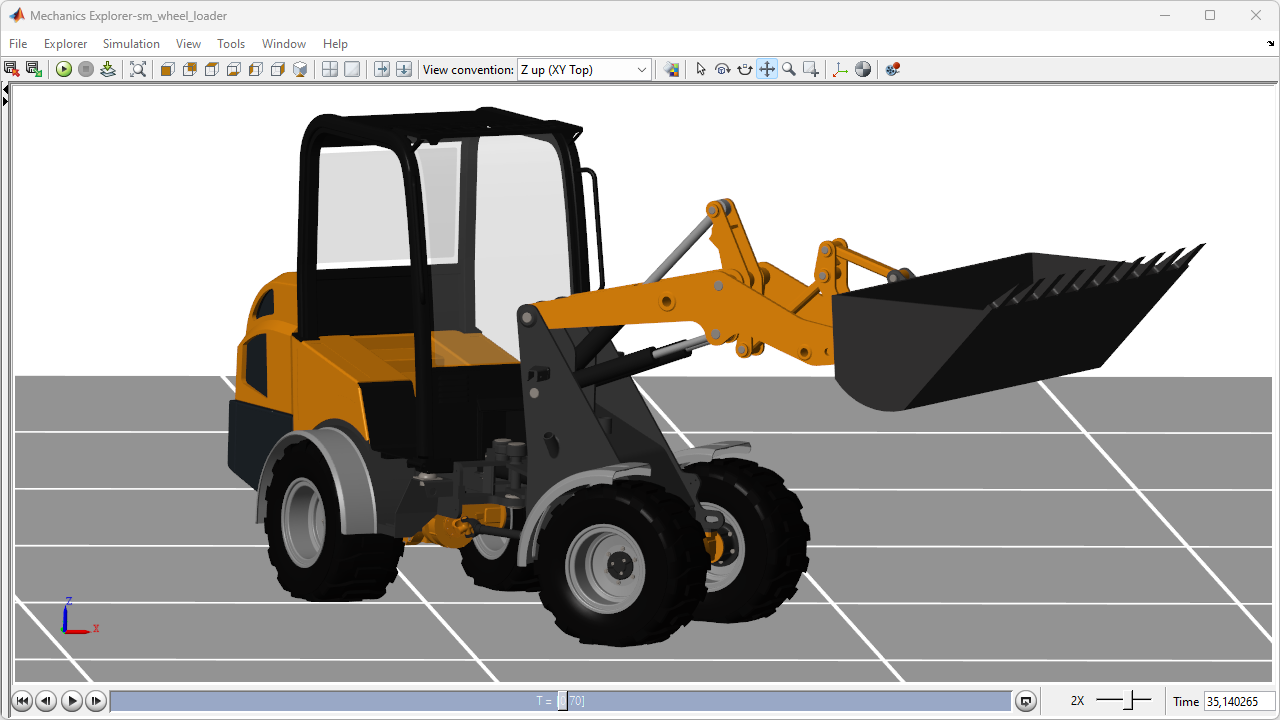 Mechanics Explorer-sm_wheel_loader
File Explorer Simulation View Tools Window Help
View convention: Z up (XY Top)
Z
X
T = [0 70]
2X
Time 35,140265